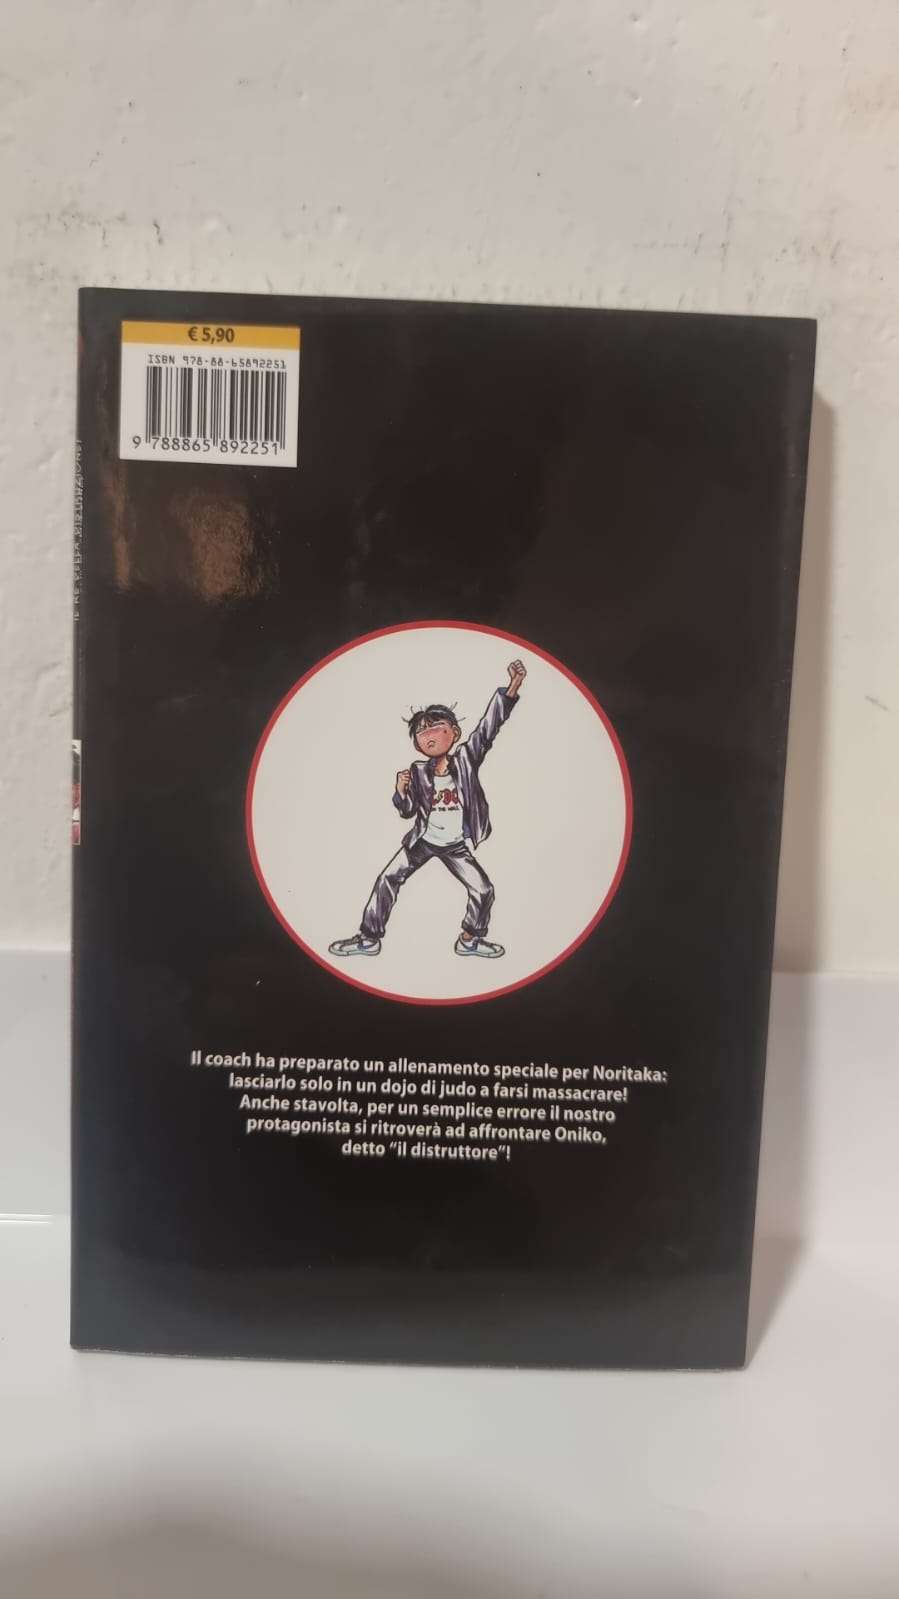 € 5,90
ISBN 978-88-65892251
9 788865 892251
Il coach ha preparato un allenamento speciale per Noritaka:
lasciarlo solo in un dojo di judo a farsi massacrare!
Anche stavolta, per un semplice errore il nostro
protagonista si ritroverà ad affrontare Oniko,
detto "il distruttore"!